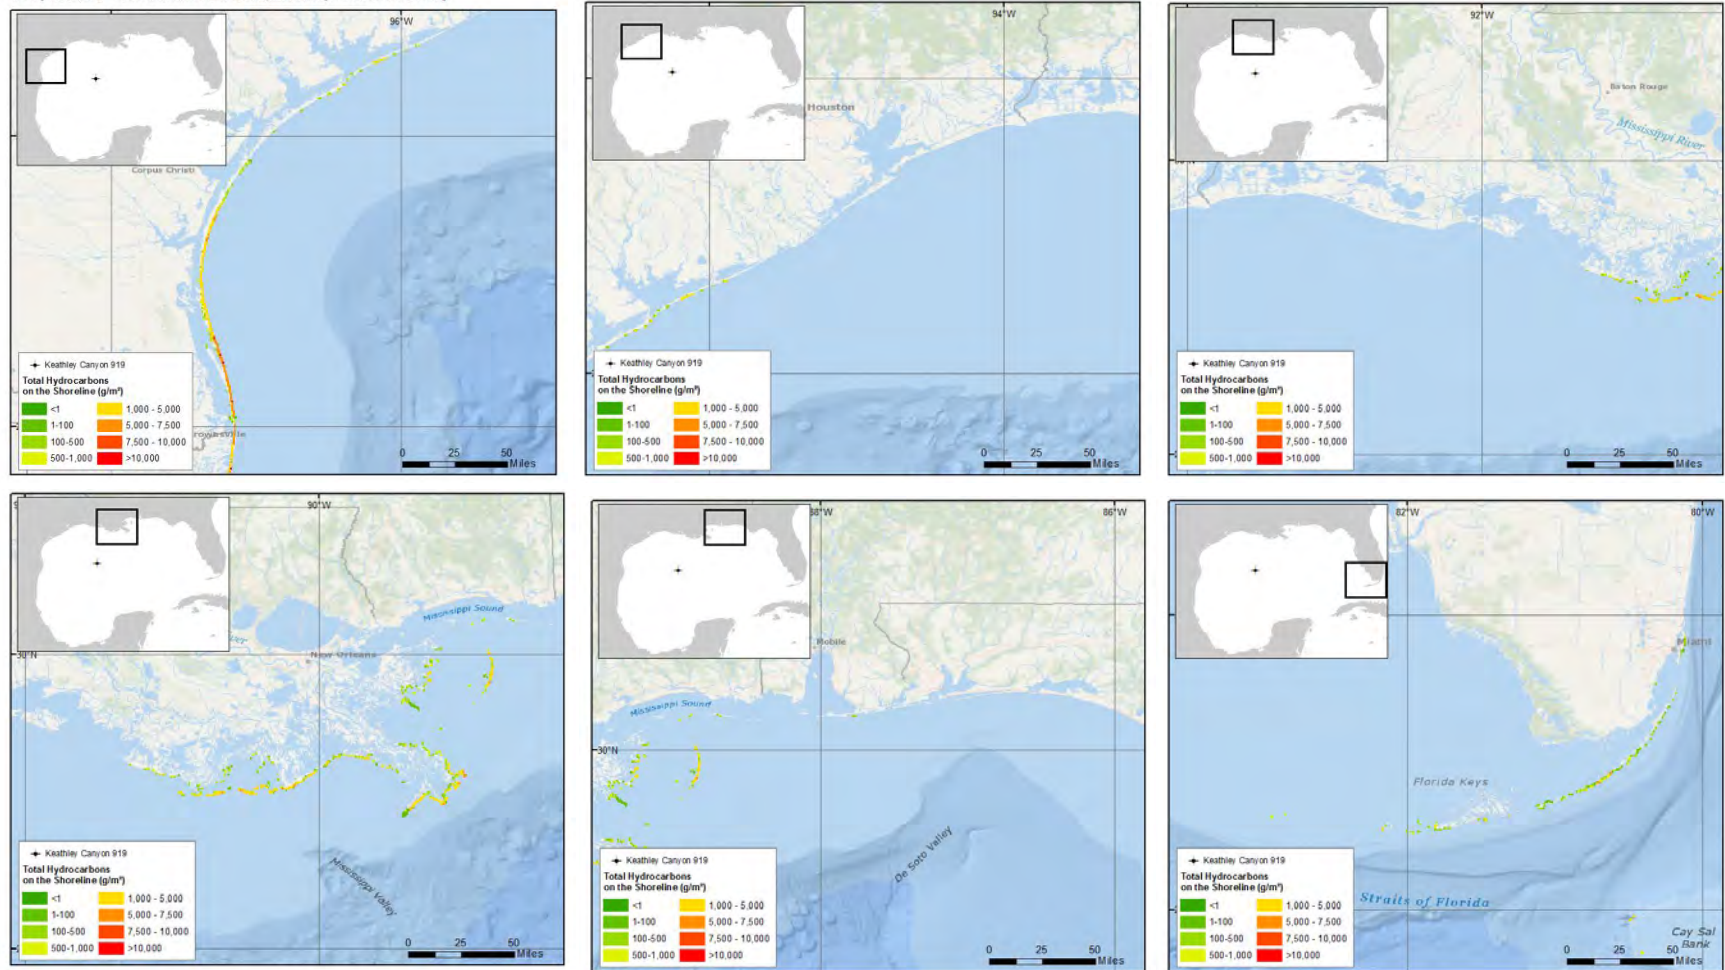 96°W
Corpus Christi
Keathley Canyon 919
Total Hydrocarbons
on the Shoreline (g/m²)
<1 1,000 - 5,000
1-100 5,000 - 7,500
100-500 7,500 - 10,000
500-1,000 >10,000
0 25 50
Miles
94°W
Houston
Keathley Canyon 919
Total Hydrocarbons
on the Shoreline (g/m²)
<1 1,000 - 5,000
1-100 5,000 - 7,500
100-500 7,500 - 10,000
500-1,000 >10,000
0 25 50
Miles
92°W
Baton Rouge
Mississippi River
Keathley Canyon 919
Total Hydrocarbons
on the Shoreline (g/m²)
<1 1,000 - 5,000
1-100 5,000 - 7,500
100-500 7,500 - 10,000
500-1,000 >10,000
0 25 50
Miles
90°W
Mississippi Sound
30°N
New Orleans
Mississippi Valley
Keathley Canyon 919
Total Hydrocarbons
on the Shoreline (g/m²)
<1 1,000 - 5,000
1-100 5,000 - 7,500
100-500 7,500 - 10,000
500-1,000 >10,000
0 25 50
Miles
88°W 86°W
Mobile
Mississippi Sound
30°N
De Soto Valley
Keathley Canyon 919
Total Hydrocarbons
on the Shoreline (g/m²)
<1 1,000 - 5,000
1-100 5,000 - 7,500
100-500 7,500 - 10,000
500-1,000 >10,000
0 25 50
Miles
82°W 80°W
Miami
Florida Keys
Straits of Florida
Cay Sal
Bank
Keathley Canyon 919
Total Hydrocarbons
on the Shoreline (g/m²)
<1 1,000 - 5,000
1-100 5,000 - 7,500
100-500 7,500 - 10,000
500-1,000 >10,000
0 25 50
Miles